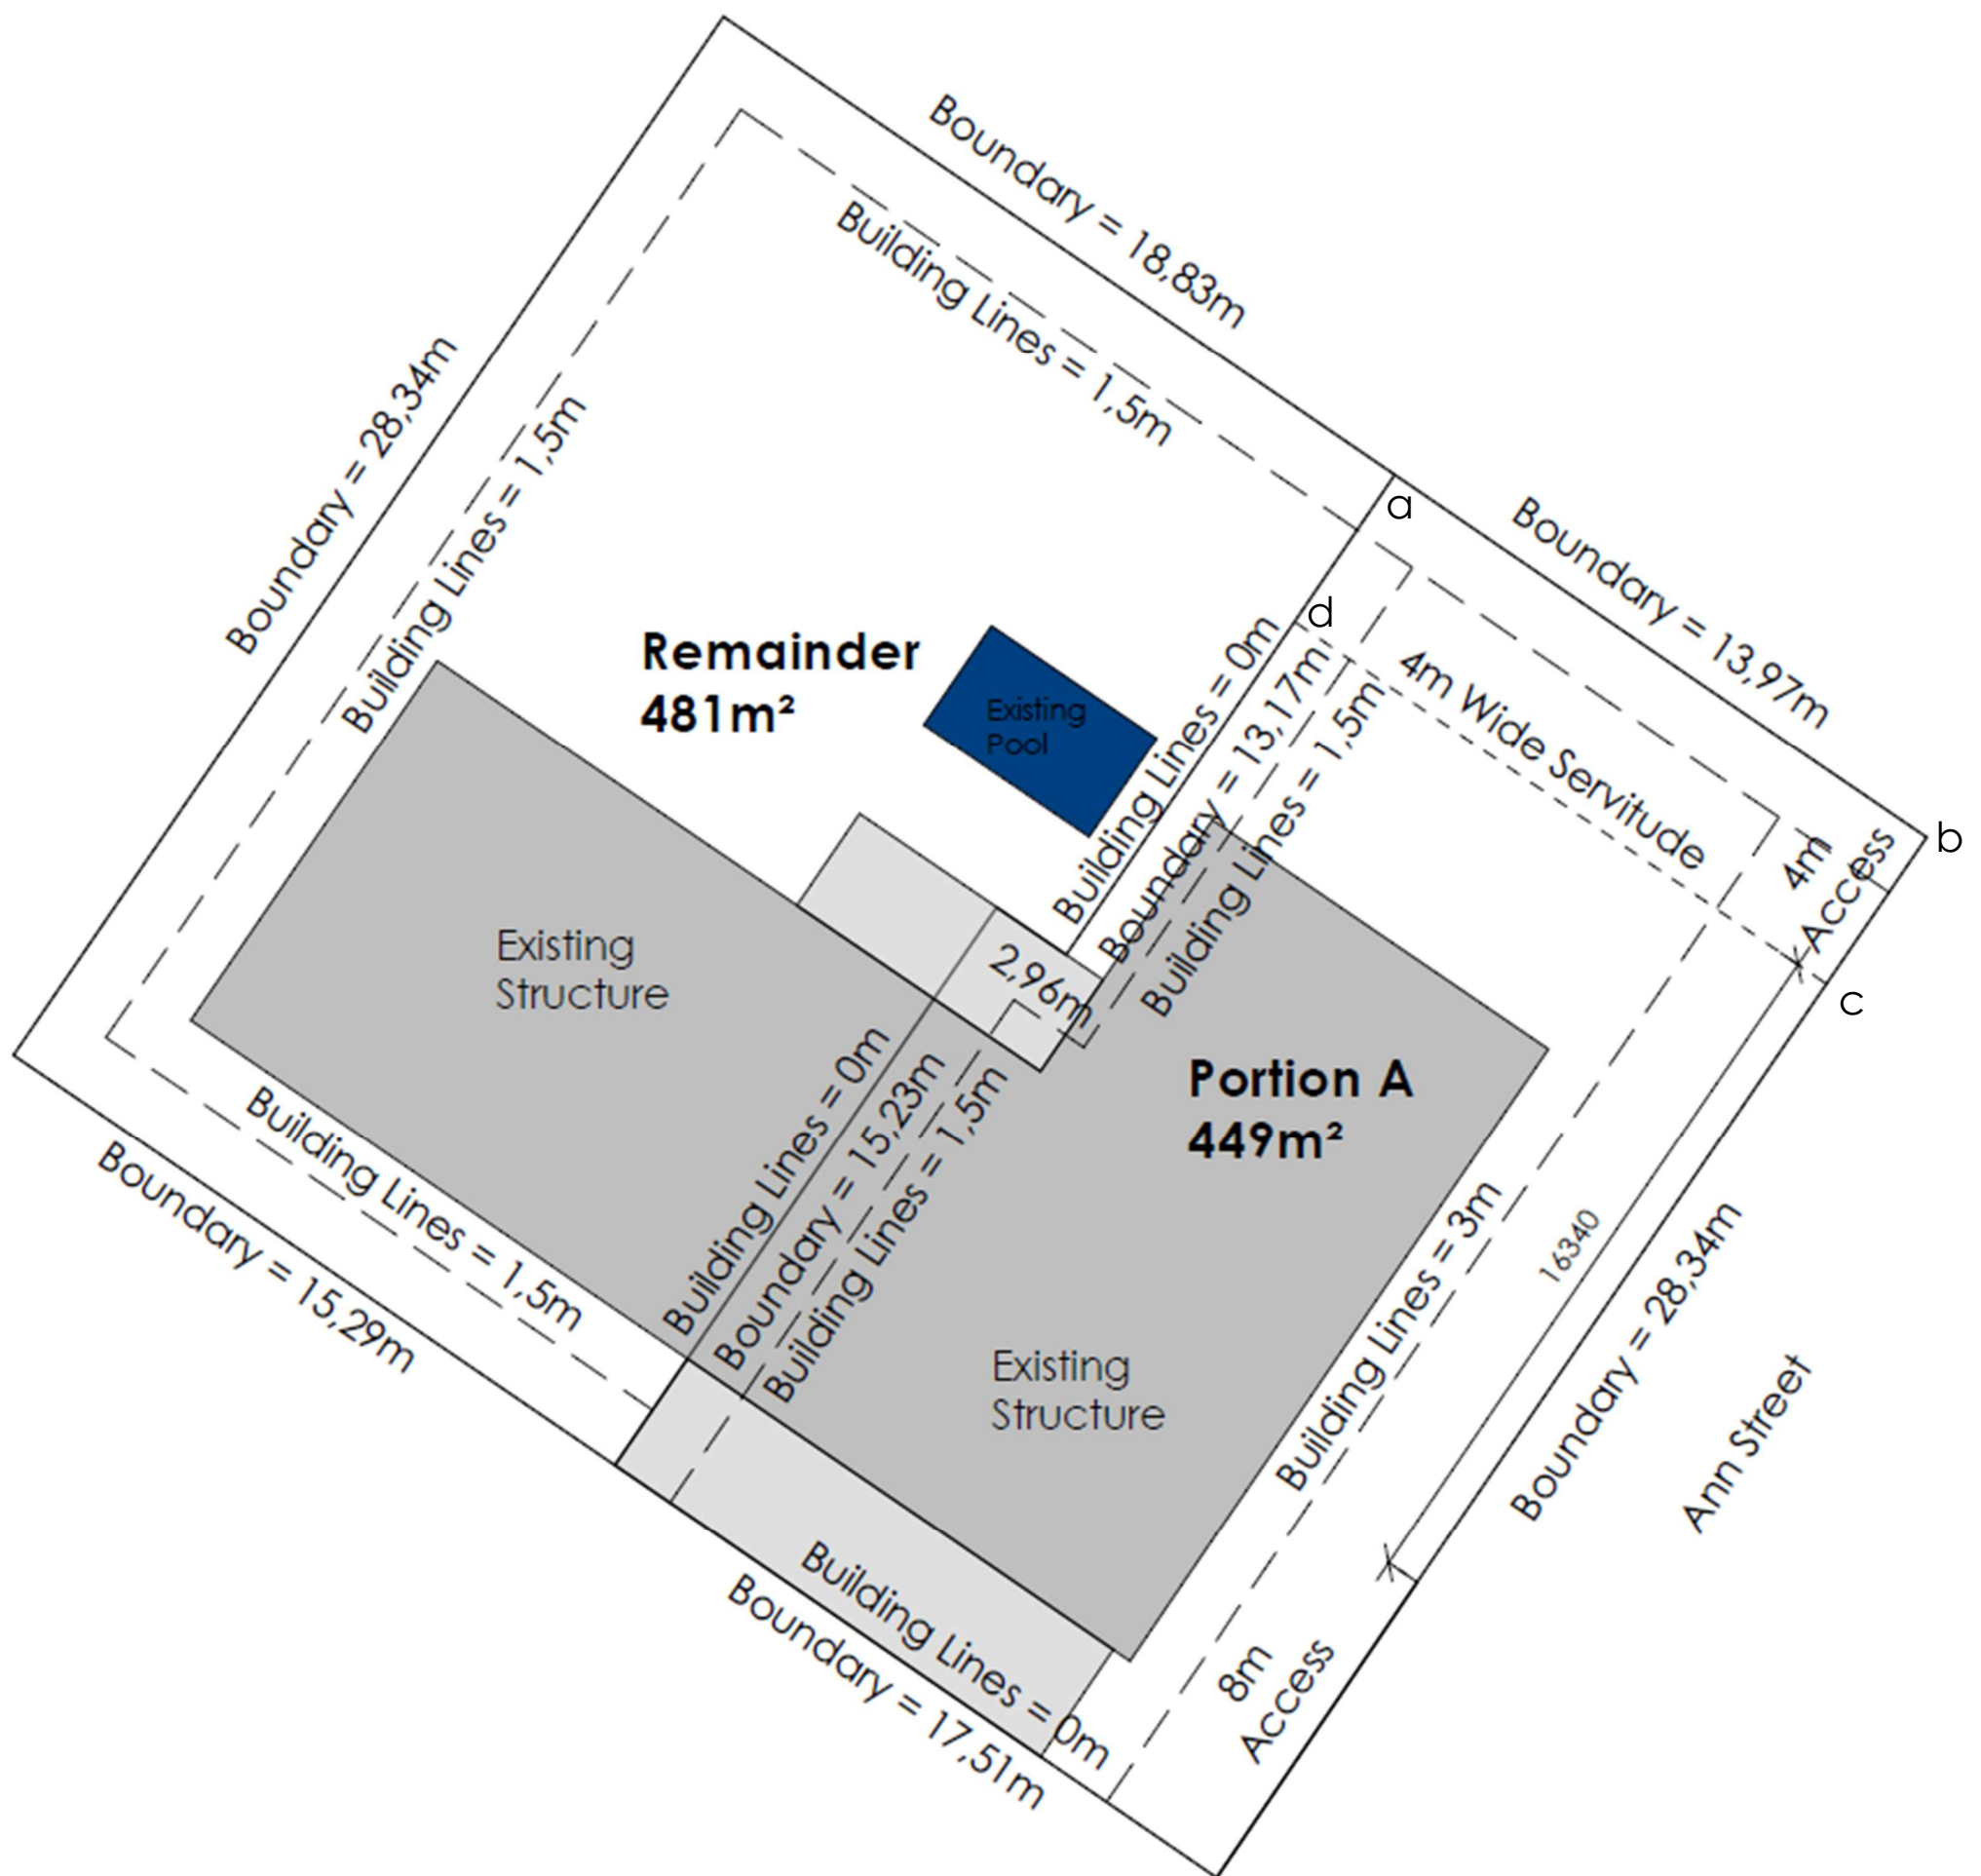 Boundary = 18,83m
Building Lines = 1,5m
Boundary = 28,34m
Building Lines = 1,5m
a
Boundary = 13,97m
d
b
4m Wide Servitude
4m
Access
c
Remainder
481m²
Existing
Pool
Building Lines = 0m
Boundary = 13,17m
Building Lines = 1,5m
2,96m
Existing
Structure
Portion A
449m²
Building Lines = 0m
Boundary = 15,23m
Building Lines = 1,5m
Building Lines = 1,5m
Boundary = 15,29m
Existing
Structure
Building Lines = 3m
16340
Boundary = 28,34m
Ann Street
Building Lines = 0m
Boundary = 17,51m
8m
Access